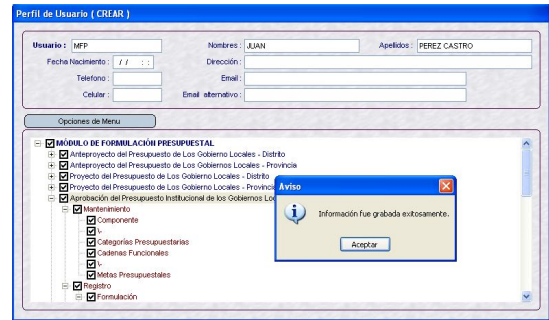 Perfil de Usuario ( CREAR )
Usuario : MFP Nombres : JUAN Apellidos : PEREZ CASTRO
Fecha Nacimiento : / / : : Dirección :
Telefono : Email :
Celular : Email alternativo :
Opciones de Menu
MÓDULO DE FORMULACIÓN PRESUPUESTAL
Anteproyecto del Presupuesto de Los Gobierno Locales - Distrito
Anteproyecto del Presupuesto de Los Gobiernos Locales - Provincia
Proyecto del Presupuesto de Los Gobierno Locales - Distrito
Proyecto del Presupuesto de Los Gobierno Locales - Provincia
Aprobación del Presupuesto Institucional de los Gobiernos Loc
Mantenimiento
Componente
\-
Categorías Presupuestarias
Cadenas Funcionales
\-
Metas Presupuestales
Registro
Formulación
Aviso
Información fue grabada exitosamente.
Aceptar